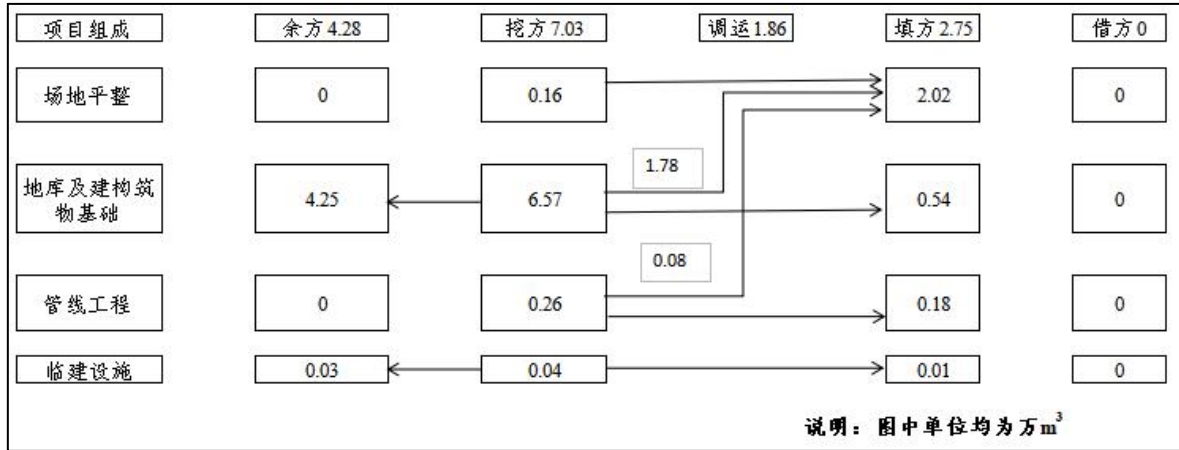 项目组成 余方4.28 挖方7.03 调运1.86 填方2.75 借方0
场地平整 0 0.16 2.02 0
1.78
地库及建构筑
物基础 4.25 6.57 0.54 0
0.08
管线工程 0 0.26 0.18 0
临建设施 0.03 0.04 0.01 0
说明：图中单位均为万m³